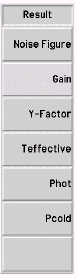 Result
Noise Figure
Gain
Y-Factor
Teffective
Phot
Pcold